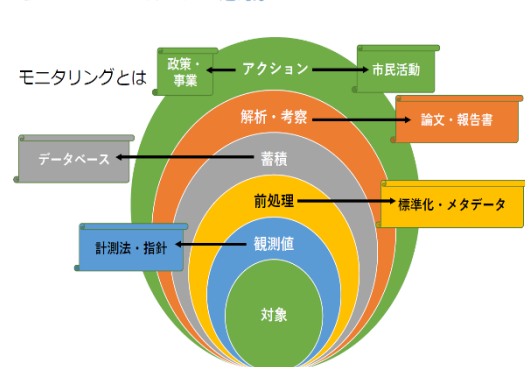 モニタリングとは
政策・
事業
アクション
市民活動
解析・考察
論文・報告書
データベース
蓄積
前処理
標準化・メタデータ
計測法・指針
観測値
対象